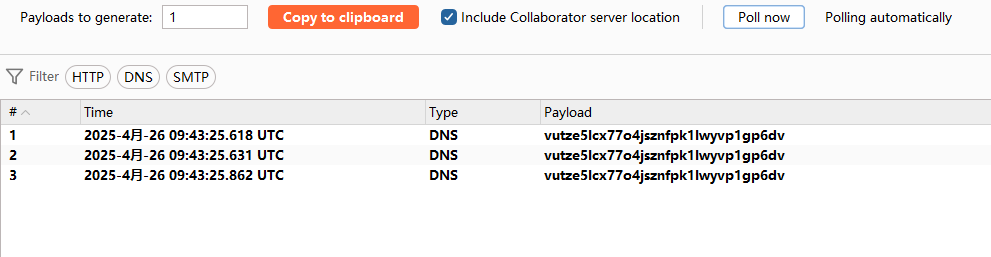 Payloads to generate: 1 Copy to clipboard Include Collaborator server location Poll now Polling automatically
Filter HTTP DNS SMTP
# Time Type Payload
1 2025-4月-26 09:43:25.618 UTC DNS vutze5lcx77o4jsznfpk1lwyvp1gp6dv
2 2025-4月-26 09:43:25.631 UTC DNS vutze5lcx77o4jsznfpk1lwyvp1gp6dv
3 2025-4月-26 09:43:25.862 UTC DNS vutze5lcx77o4jsznfpk1lwyvp1gp6dv